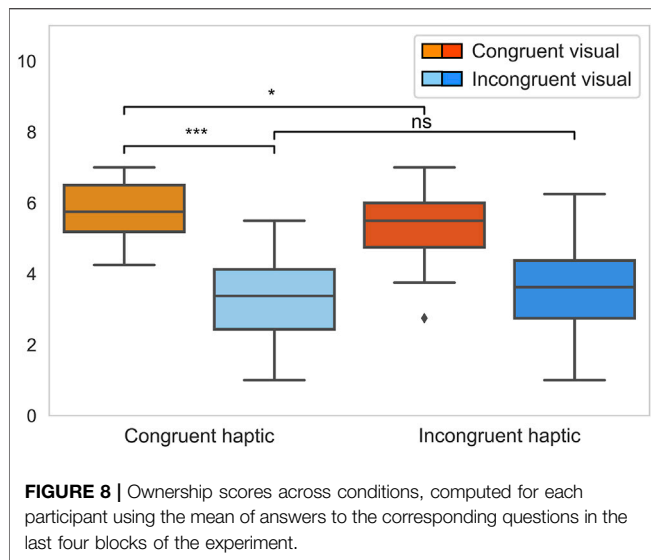 10
Congruent visual
Incongruent visual
*
ns
8
***
6
4
2
0
Congruent haptic Incongruent haptic
FIGURE 8 | Ownership scores across conditions, computed for each
participant using the mean of answers to the corresponding questions in the
last four blocks of the experiment.